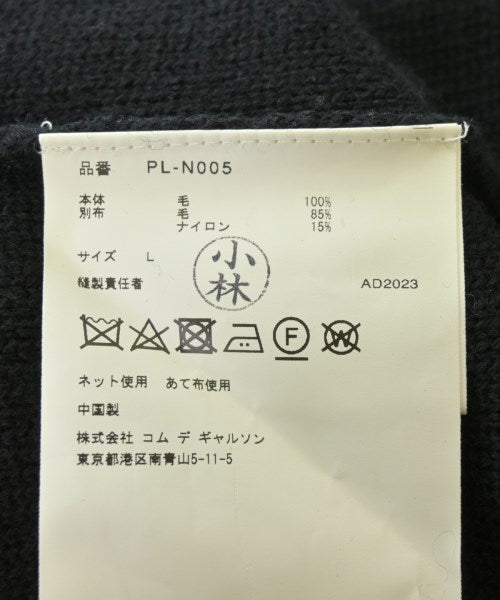 品番 PL-N005
本体 毛 100%
別布 毛 85%
ナイロン 15%
サイズ L
小林
縫製責任者 AD2023
F W
ネット使用 あて布使用
中国製
株式会社 コム デ ギャルソン
東京都港区南青山5-11-5